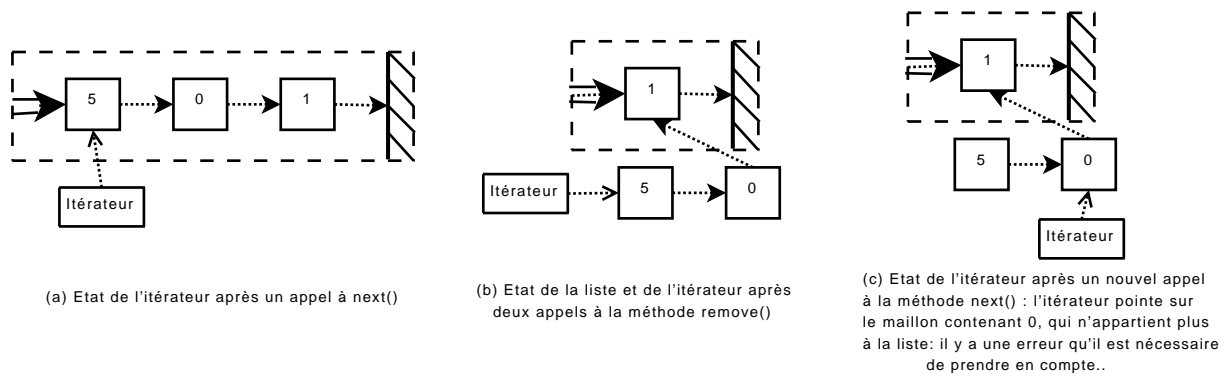 5
0
1
Itérateur
(a) Etat de l'itérateur après un appel à next()
1
Itérateur
5
0
(b) Etat de la liste et de l'itérateur après
deux appels à la méthode remove()
1
5
0
Itérateur
(c) Etat de l'itérateur après un nouvel appel
à la méthode next() : l'itérateur pointe sur
le maillon contenant 0, qui n'appartient plus
à la liste: il y a une erreur qu'il est nécessaire
de prendre en compte..